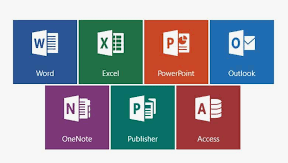 W
Word
X
Excel
P
PowerPoint
O
Outlook
N
OneNote
P
Publisher
A
Access